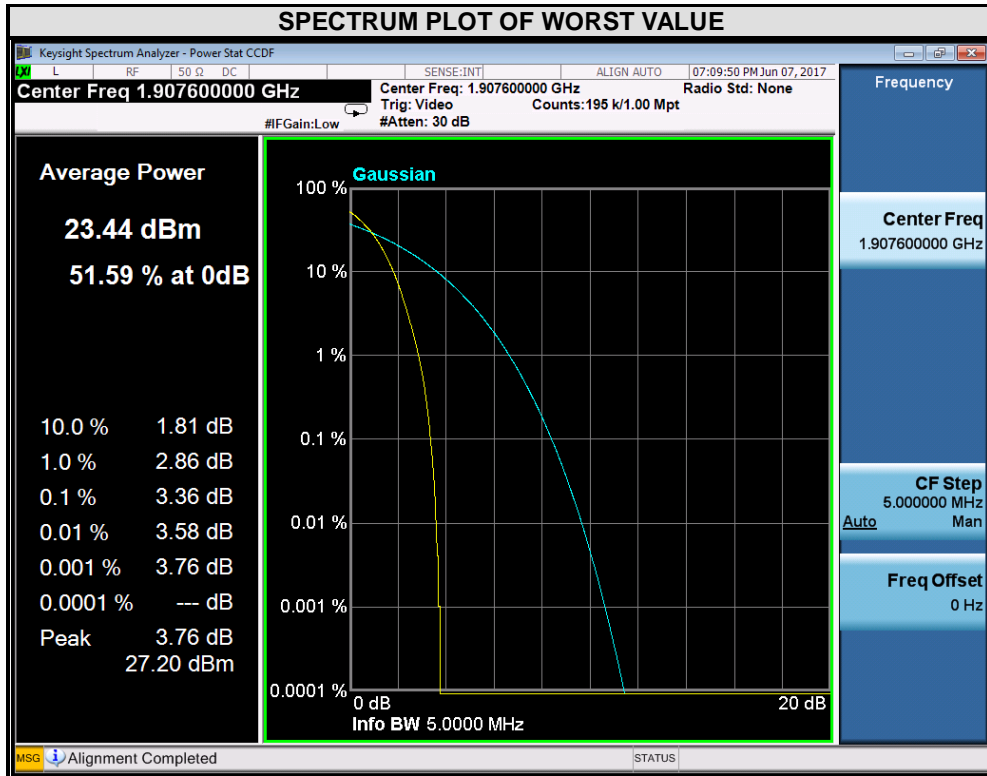 SPECTRUM PLOT OF WORST VALUE
Keysight Spectrum Analyzer - Power Stat CCDF
LXI L RF 50 Ω DC SENSE:INT ALIGN AUTO 07:09:50 PM Jun 07, 2017
Center Freq 1.907600000 GHz
Center Freq: 1.907600000 GHz Radio Std: None
Trig: Video Counts:195 k/1.00 Mpt
#IFGain:Low #Atten: 30 dB
Average Power
23.44 dBm
51.59 % at 0dB
10.0 % 1.81 dB
1.0 % 2.86 dB
0.1 % 3.36 dB
0.01 % 3.58 dB
0.001 % 3.76 dB
0.0001 % --- dB
Peak 3.76 dB
27.20 dBm
Gaussian
100 %
10 %
1 %
0.1 %
0.01 %
0.001 %
0.0001 %
0 dB 20 dB
Info BW 5.0000 MHz
Frequency
Center Freq
1.907600000 GHz
CF Step
5.000000 MHz
Auto Man
Freq Offset
0 Hz
MSG Alignment Completed STATUS